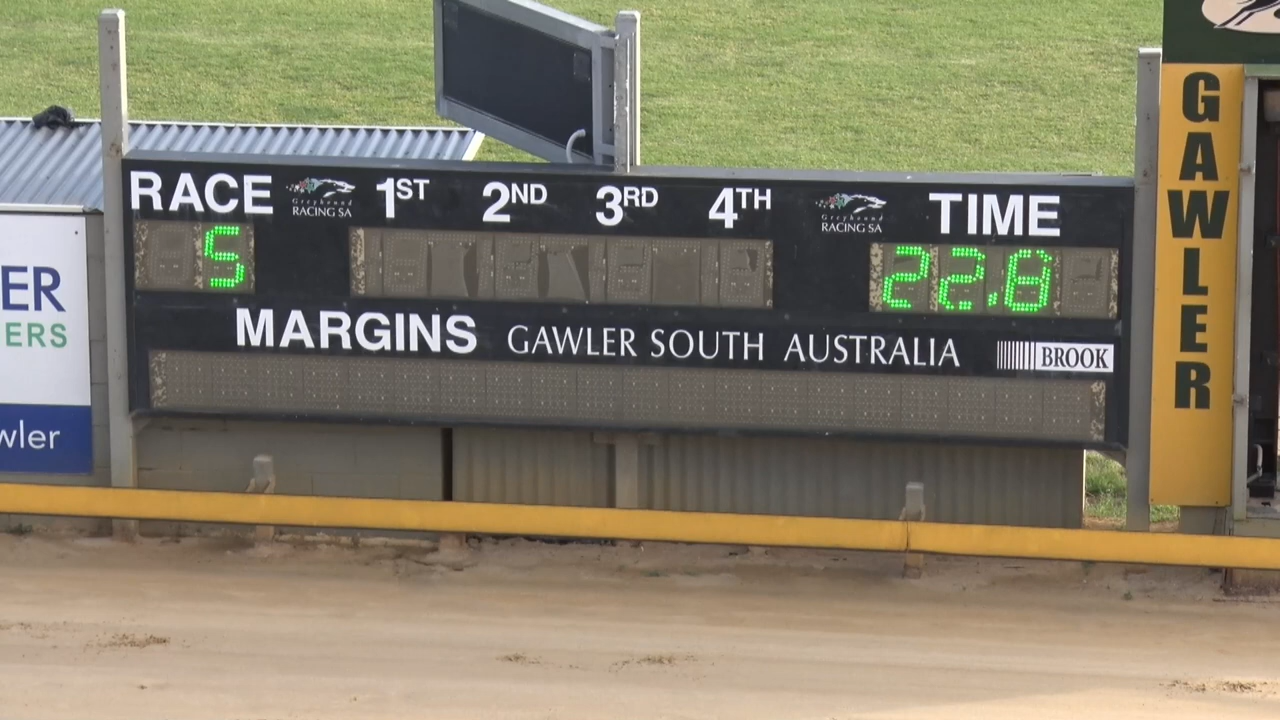 RACE
Greyhound
RACING SA
1ST 2ND 3RD 4TH
Greyhound
RACING SA
TIME
5
22.8
MARGINS GAWLER SOUTH AUSTRALIA
BROOK
ER
ERS
wler
GAWLER